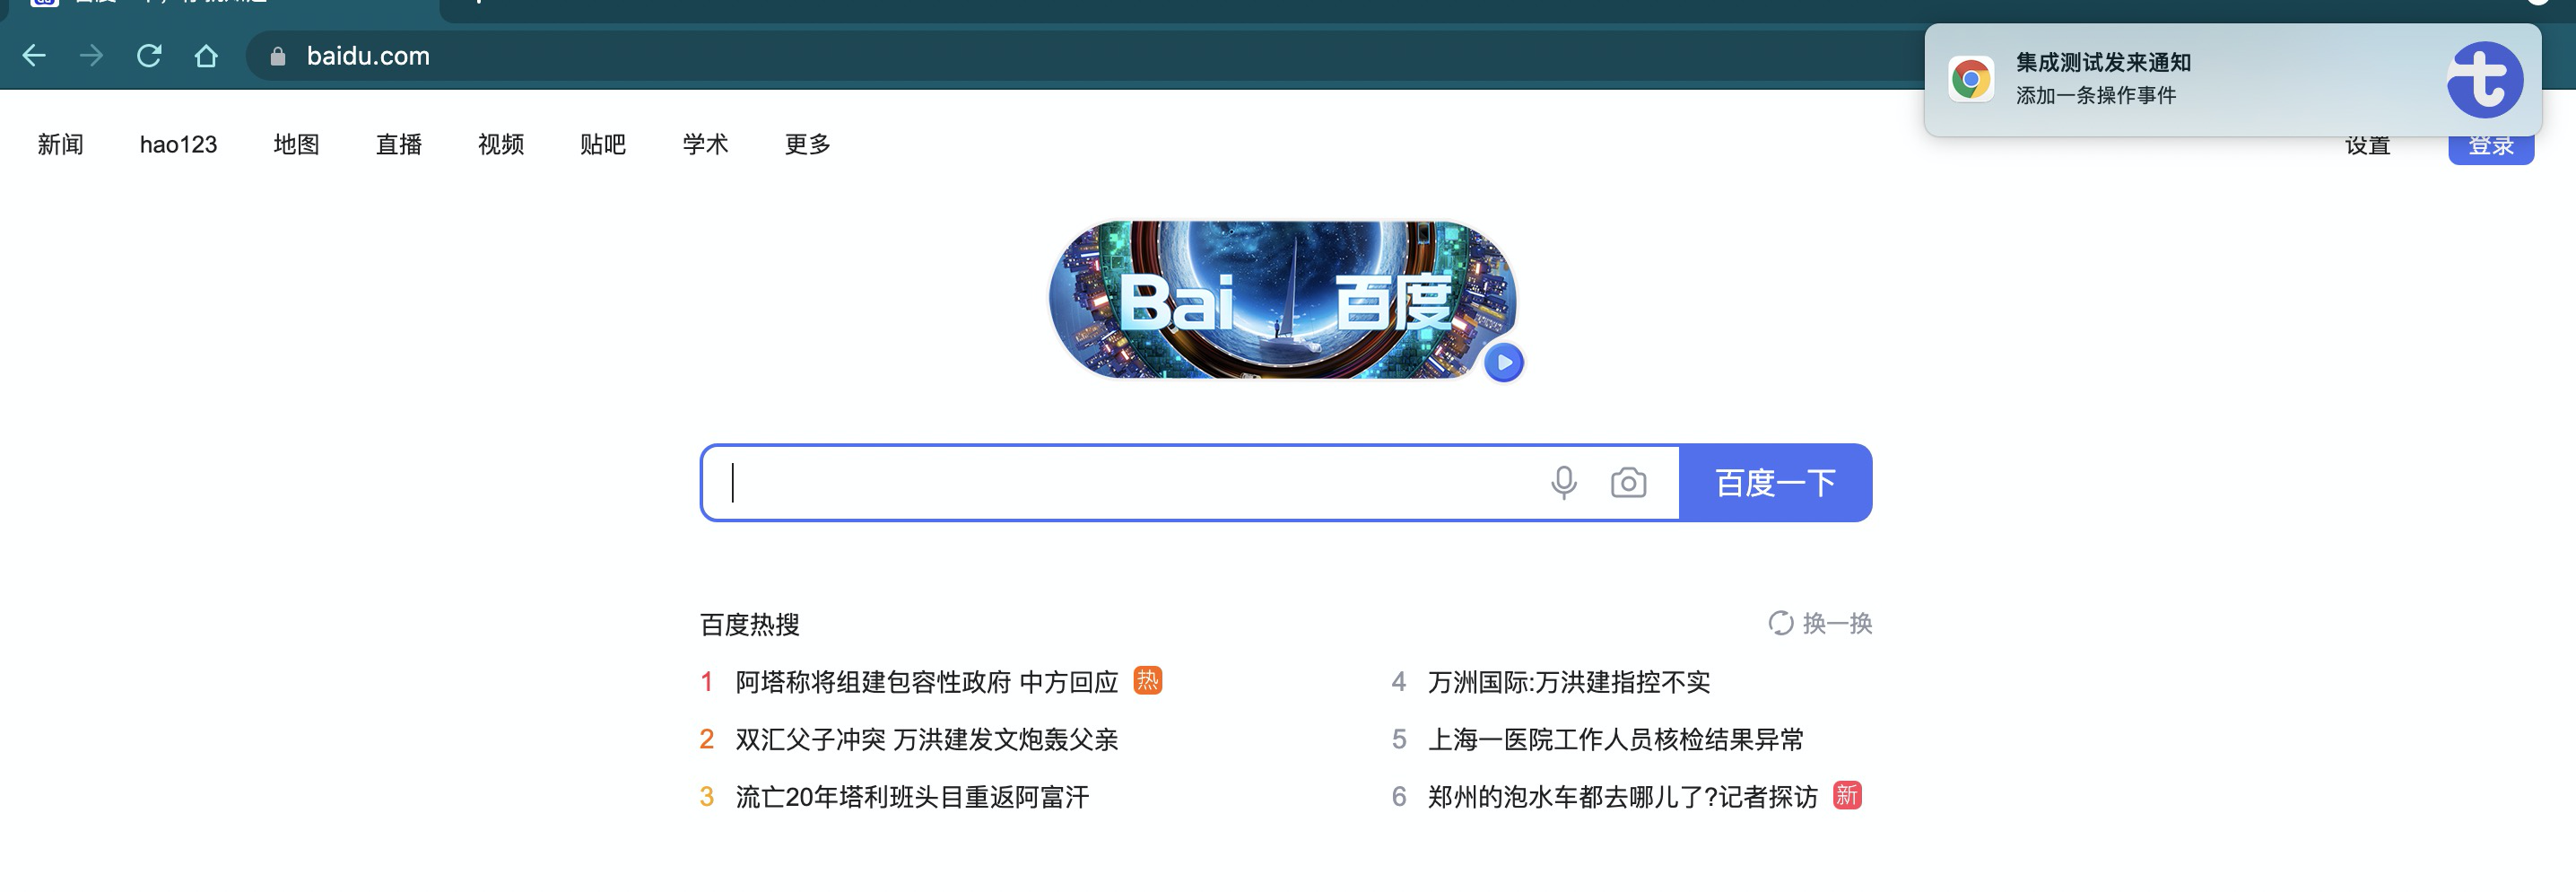 baidu.com
集成测试发来通知
添加一条操作事件
新闻 hao123 地图 直播 视频 贴吧 学术 更多 设置 登录
Bai 百度
百度一下
百度热搜 换一换
1 阿塔称将组建包容性政府 中方回应 热
2 双汇父子冲突 万洪建发文炮轰父亲
3 流亡20年塔利班头目重返阿富汗
4 万洲国际:万洪建指控不实
5 上海一医院工作人员核检结果异常
6 郑州的泡水车都去哪儿了?记者探访 新